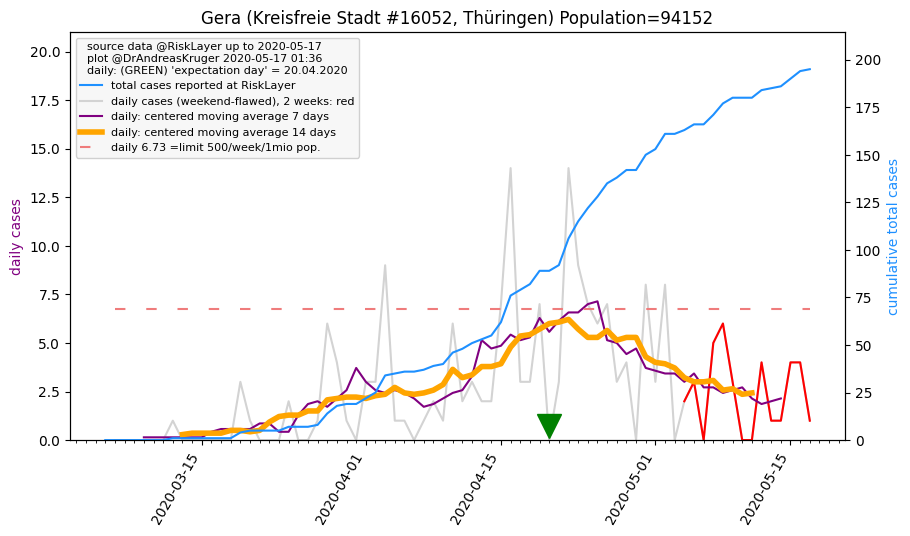 Gera (Kreisfreie Stadt #16052, Thüringen) Population=94152
source data @RiskLayer up to 2020-05-17
plot @DrAndreasKruger 2020-05-17 01:36
daily: (GREEN) 'expectation day' = 20.04.2020
total cases reported at RiskLayer
daily cases (weekend-flawed), 2 weeks: red
daily: centered moving average 7 days
daily: centered moving average 14 days
daily 6.73 =limit 500/week/1mio pop.
daily cases
20.0
17.5
15.0
12.5
10.0
7.5
5.0
2.5
0.0
200
175
150
125
100
75
50
25
0
cumulative total cases
2020-03-15
2020-04-01
2020-04-15
2020-05-01
2020-05-15